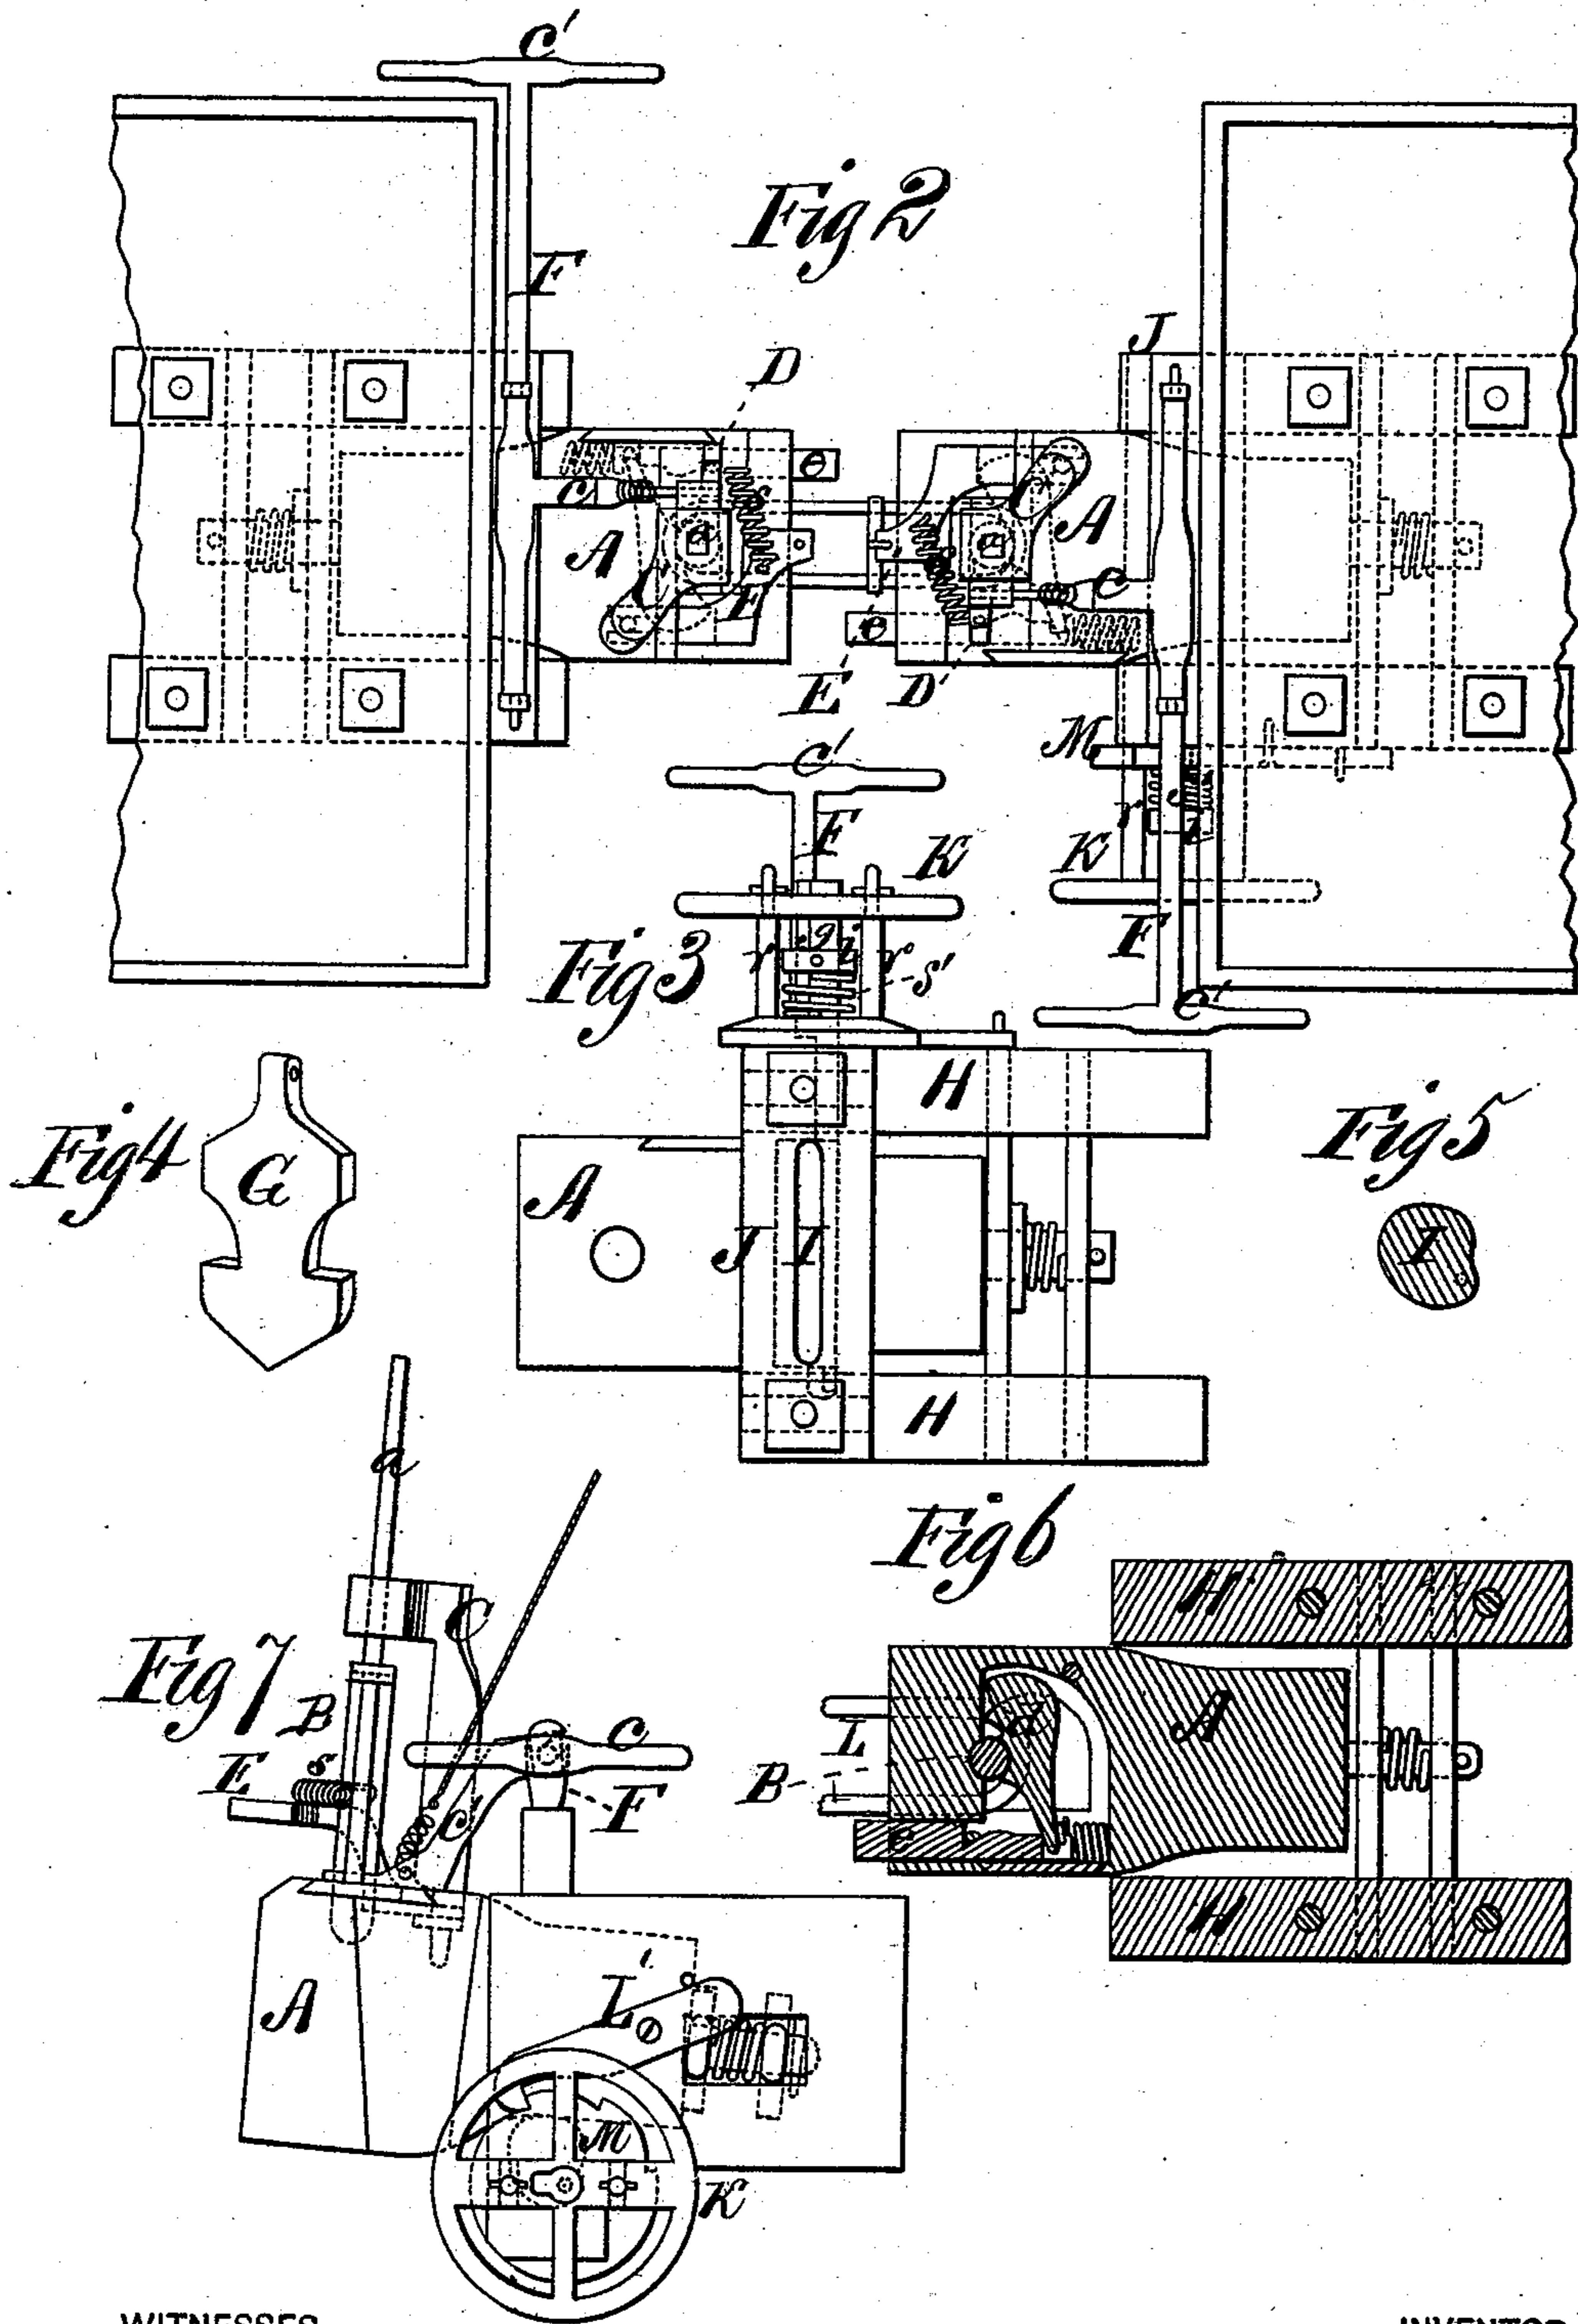 C'
Fig 2
F
D
J
A
C
a
E
e
A
C
a
C
e
E'
D'
M
r
K
F
C'
C'
F
K
Fig 3
r
g
i
r
s'
H
A
J
I
H
Fig 4
G
Fig 5
I
a
Fig 6
H
A
L
B
e
H
Fig 7
C
B
E
s
C
F
A
L'
M
K
WITNESSES
INVENTOR